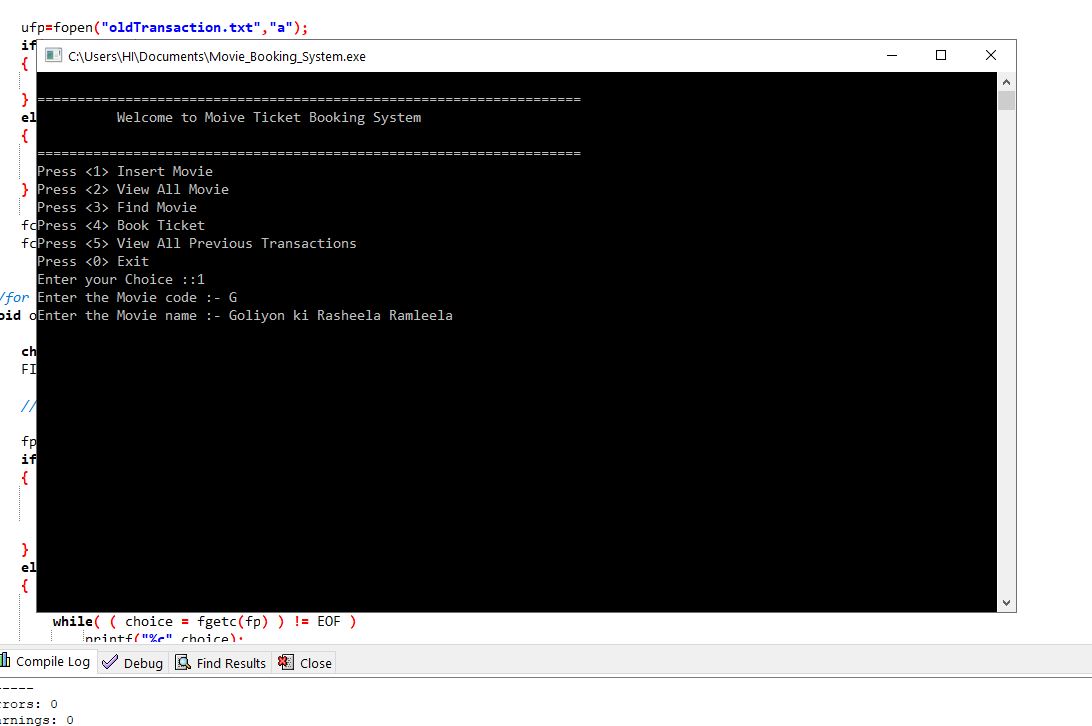 ufp=fopen("oldTransaction.txt","a");
if
{
C:\Users\HI\Documents\Movie_Booking_System.exe
}
====================================================================
el
Welcome to Moive Ticket Booking System
{
====================================================================
Press <1> Insert Movie
}
Press <2> View All Movie
Press <3> Find Movie
fc
Press <4> Book Ticket
fc
Press <5> View All Previous Transactions
Press <0> Exit
Enter your Choice ::1
/for
Enter the Movie code :- G
oid o
Enter the Movie name :- Goliyon ki Rasheela Ramleela
ch
FI
//
fp
if
{
}
el
{
while( ( choice = fgetc(fp) ) != EOF )
printf("%c",choice);
Compile Log Debug Find Results Close
-----
rors: 0
arnings: 0